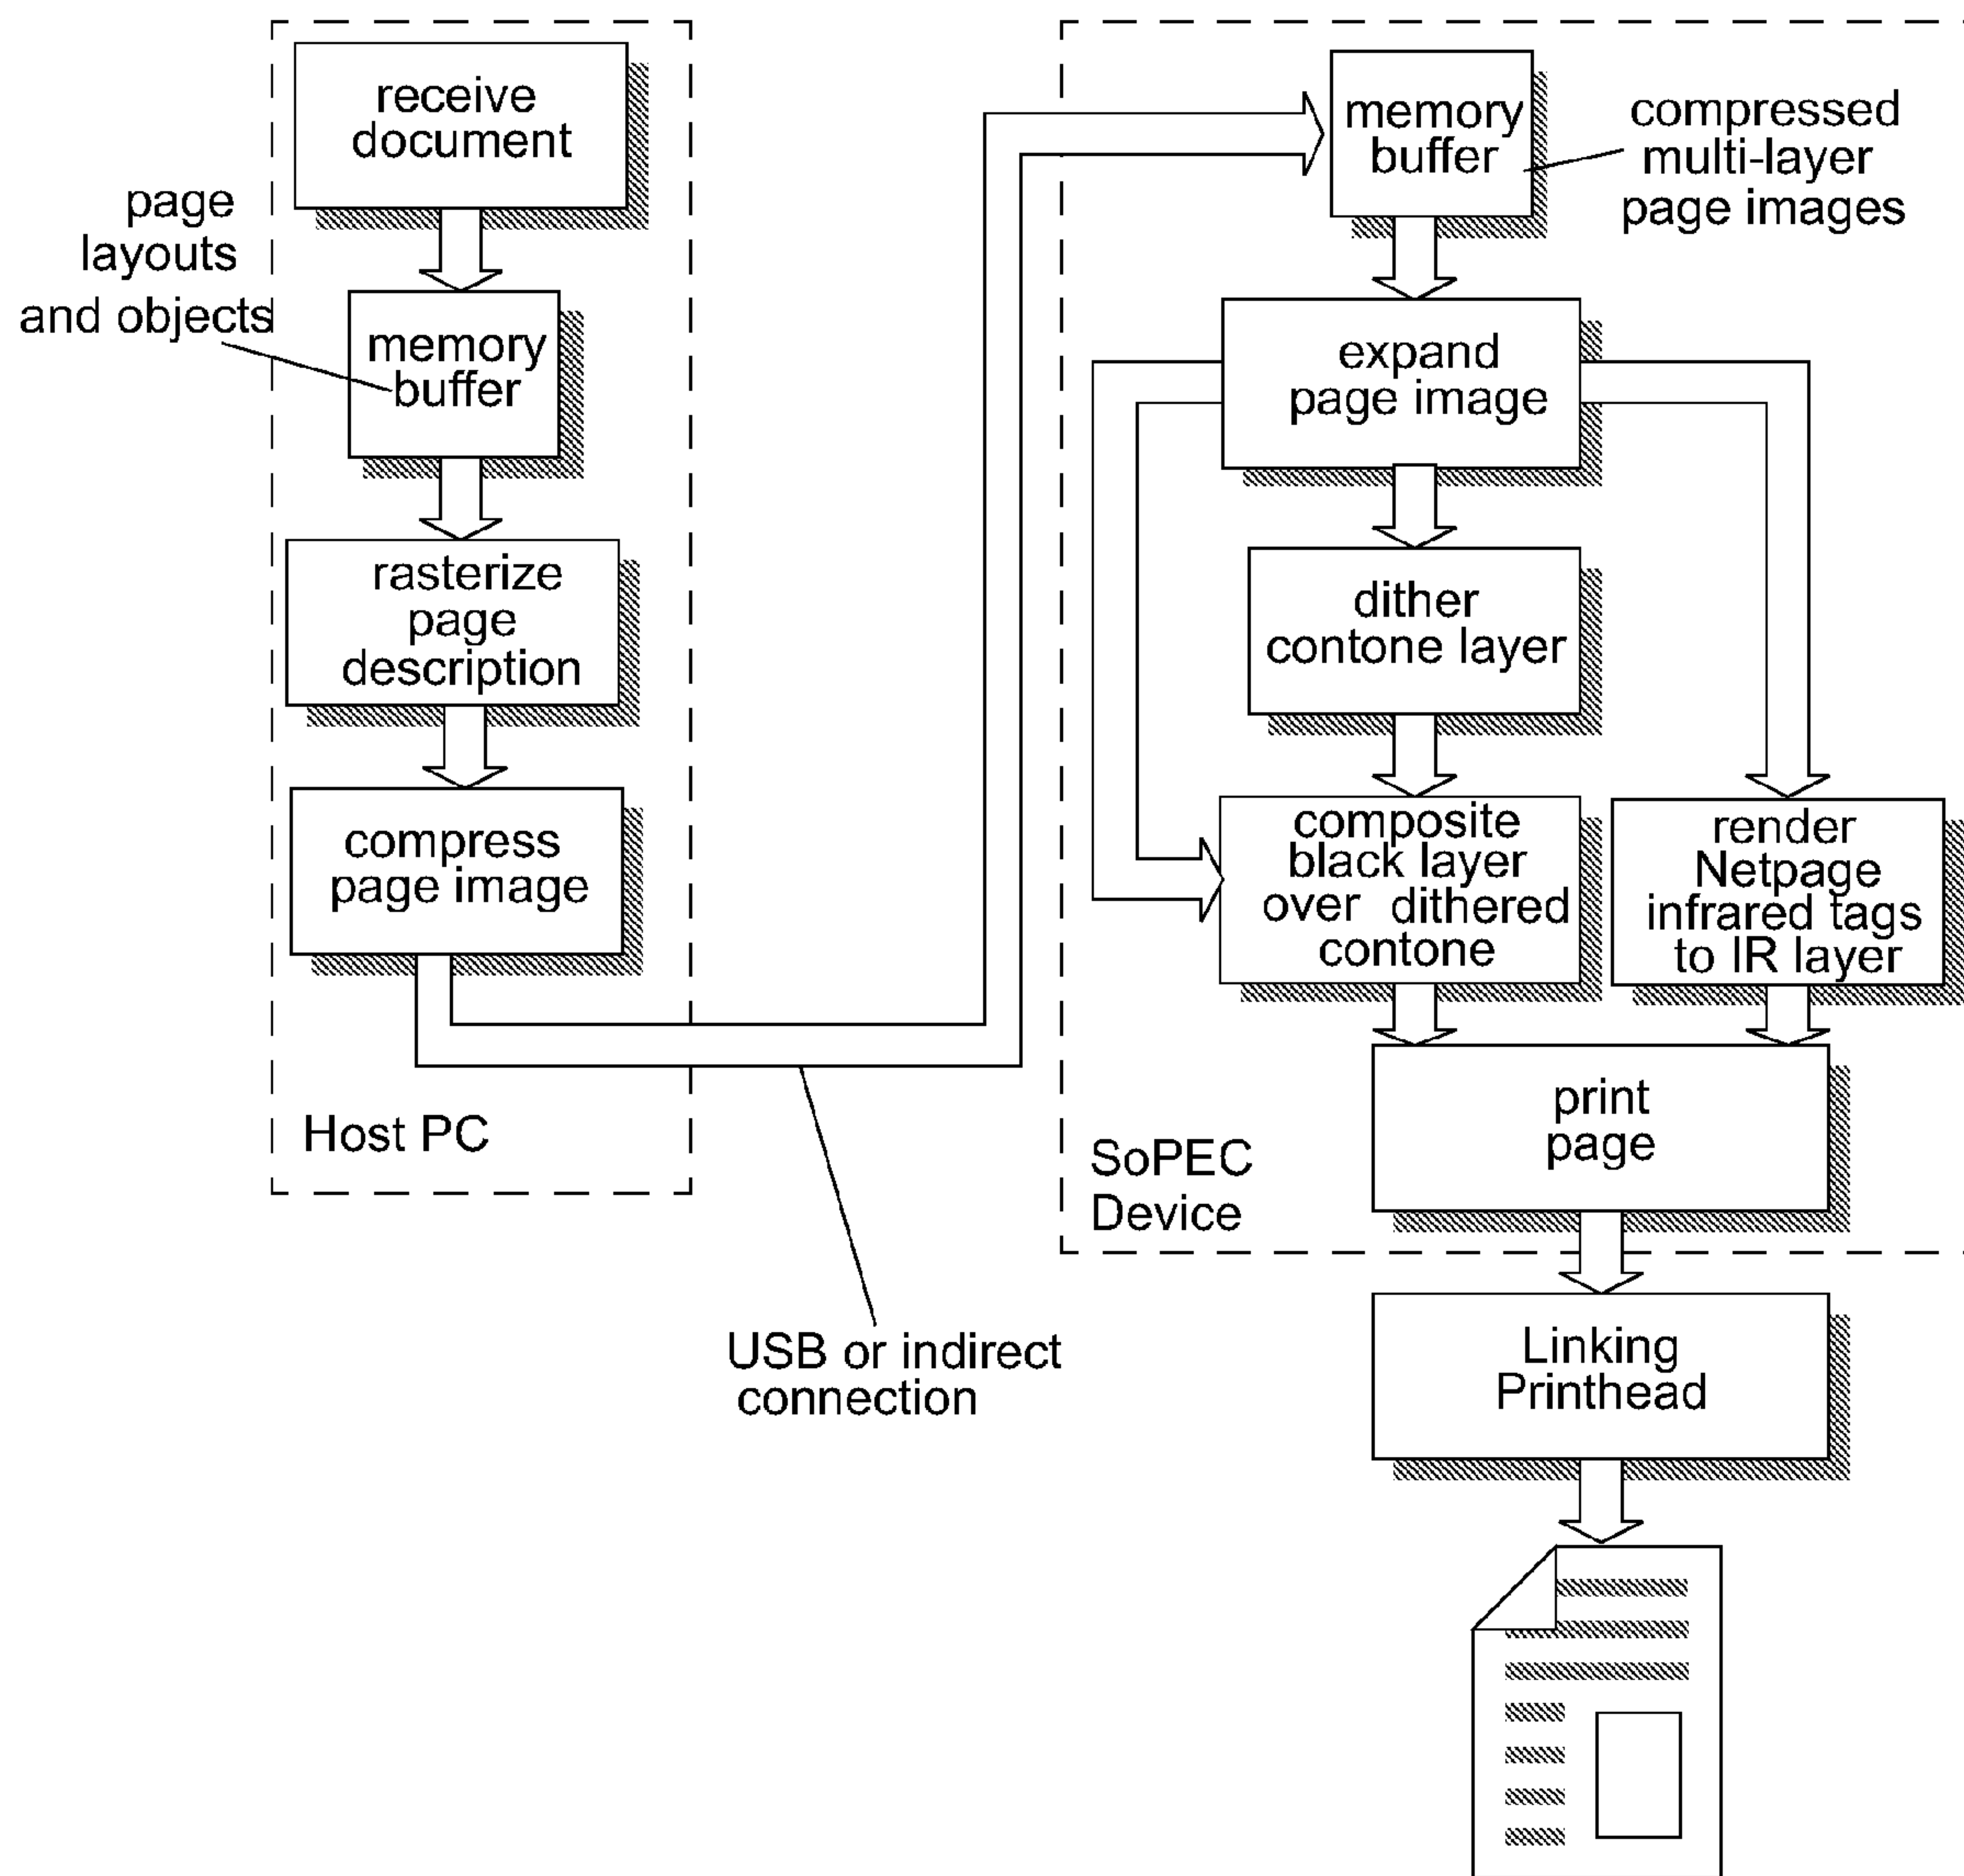 receive
document
page
layouts
and objects
memory
buffer
rasterize
page
description
compress
page image
Host PC
USB or indirect
connection
memory
buffer
compressed
multi-layer
page images
expand
page image
dither
contone layer
composite
black layer
over dithered
contone
render
Netpage
infrared tags
to IR layer
print
page
SoPEC
Device
Linking
Printhead